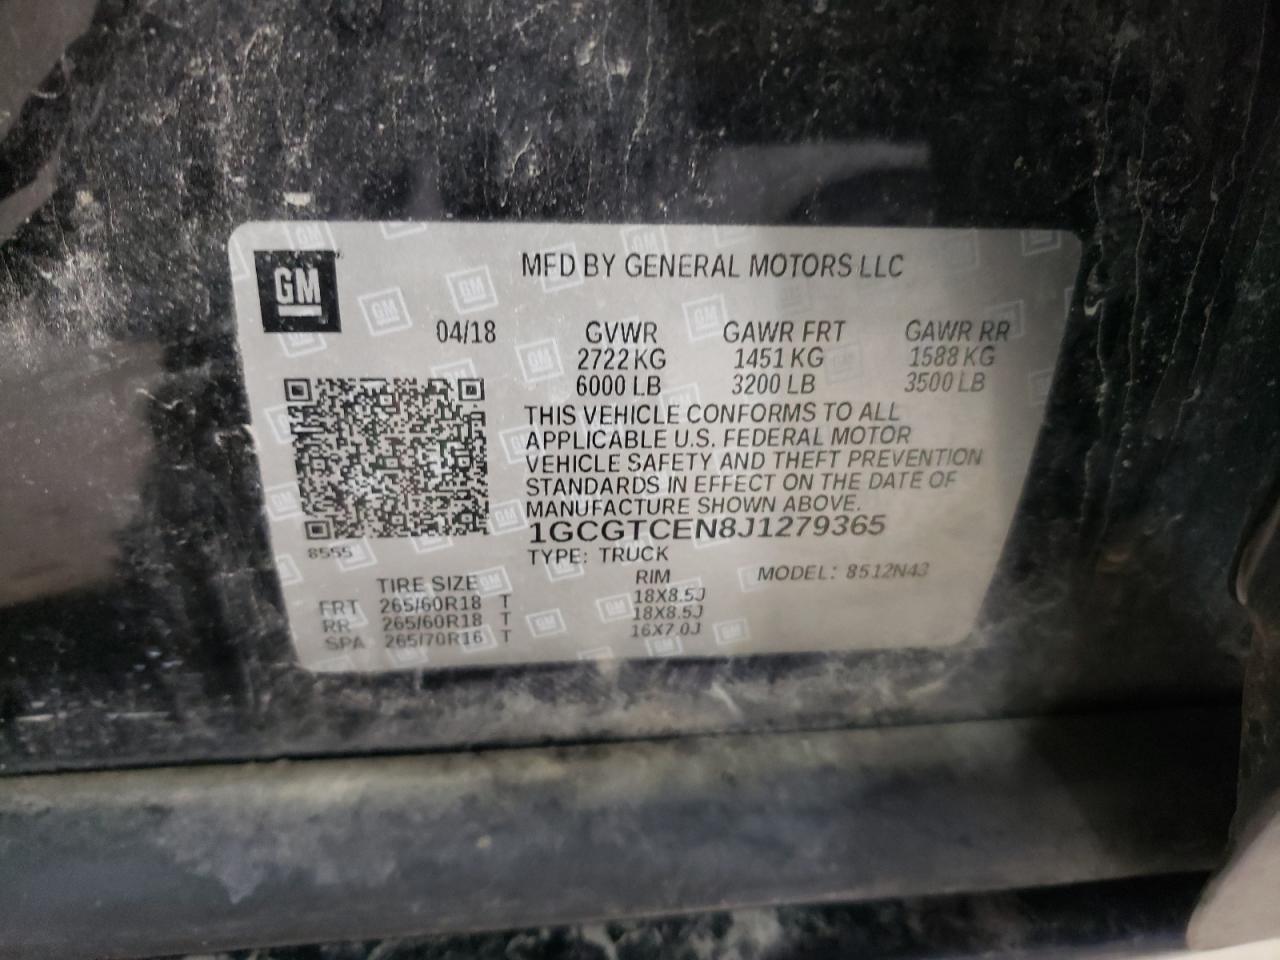 GM
MFD BY GENERAL MOTORS LLC
04/18 GVWR GAWR FRT GAWR RR
2722 KG 1451 KG 1588 KG
6000 LB 3200 LB 3500 LB
THIS VEHICLE CONFORMS TO ALL
APPLICABLE U.S. FEDERAL MOTOR
VEHICLE SAFETY AND THEFT PREVENTION
STANDARDS IN EFFECT ON THE DATE OF
MANUFACTURE SHOWN ABOVE.
1GCGTCEN8J1279365
8555
TYPE: TRUCK
TIRE SIZE RIM MODEL: 8512N43
FRT 265/60R18 T 18X8.5J
RR 265/60R18 T 18X8.5J
SPA 265/70R16 T 16X7.0J